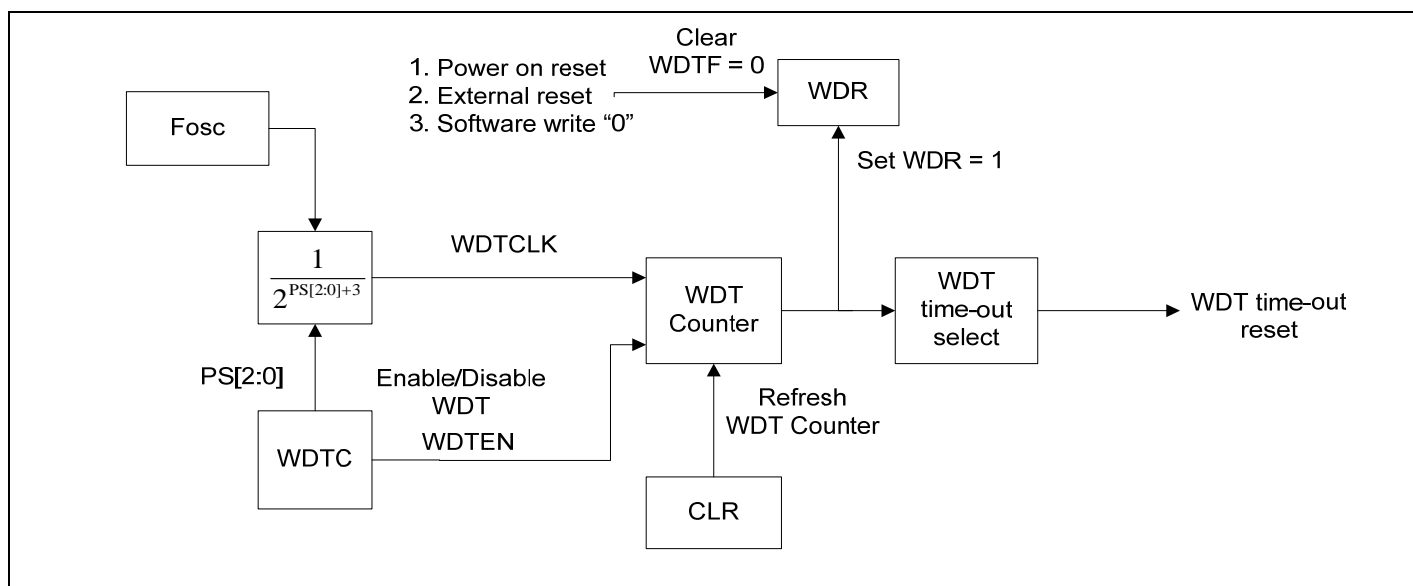 Clear
WDTF = 0
1. Power on reset
2. External reset
3. Software write “0”
WDR
Fosc
Set WDR = 1
1
2^PS[2:0]+3
WDTCLK
WDT
Counter
WDT
time-out
select
WDT time-out
reset
PS[2:0]
Enable/Disable
WDT
WDTEN
Refresh
WDT Counter
WDTC
CLR